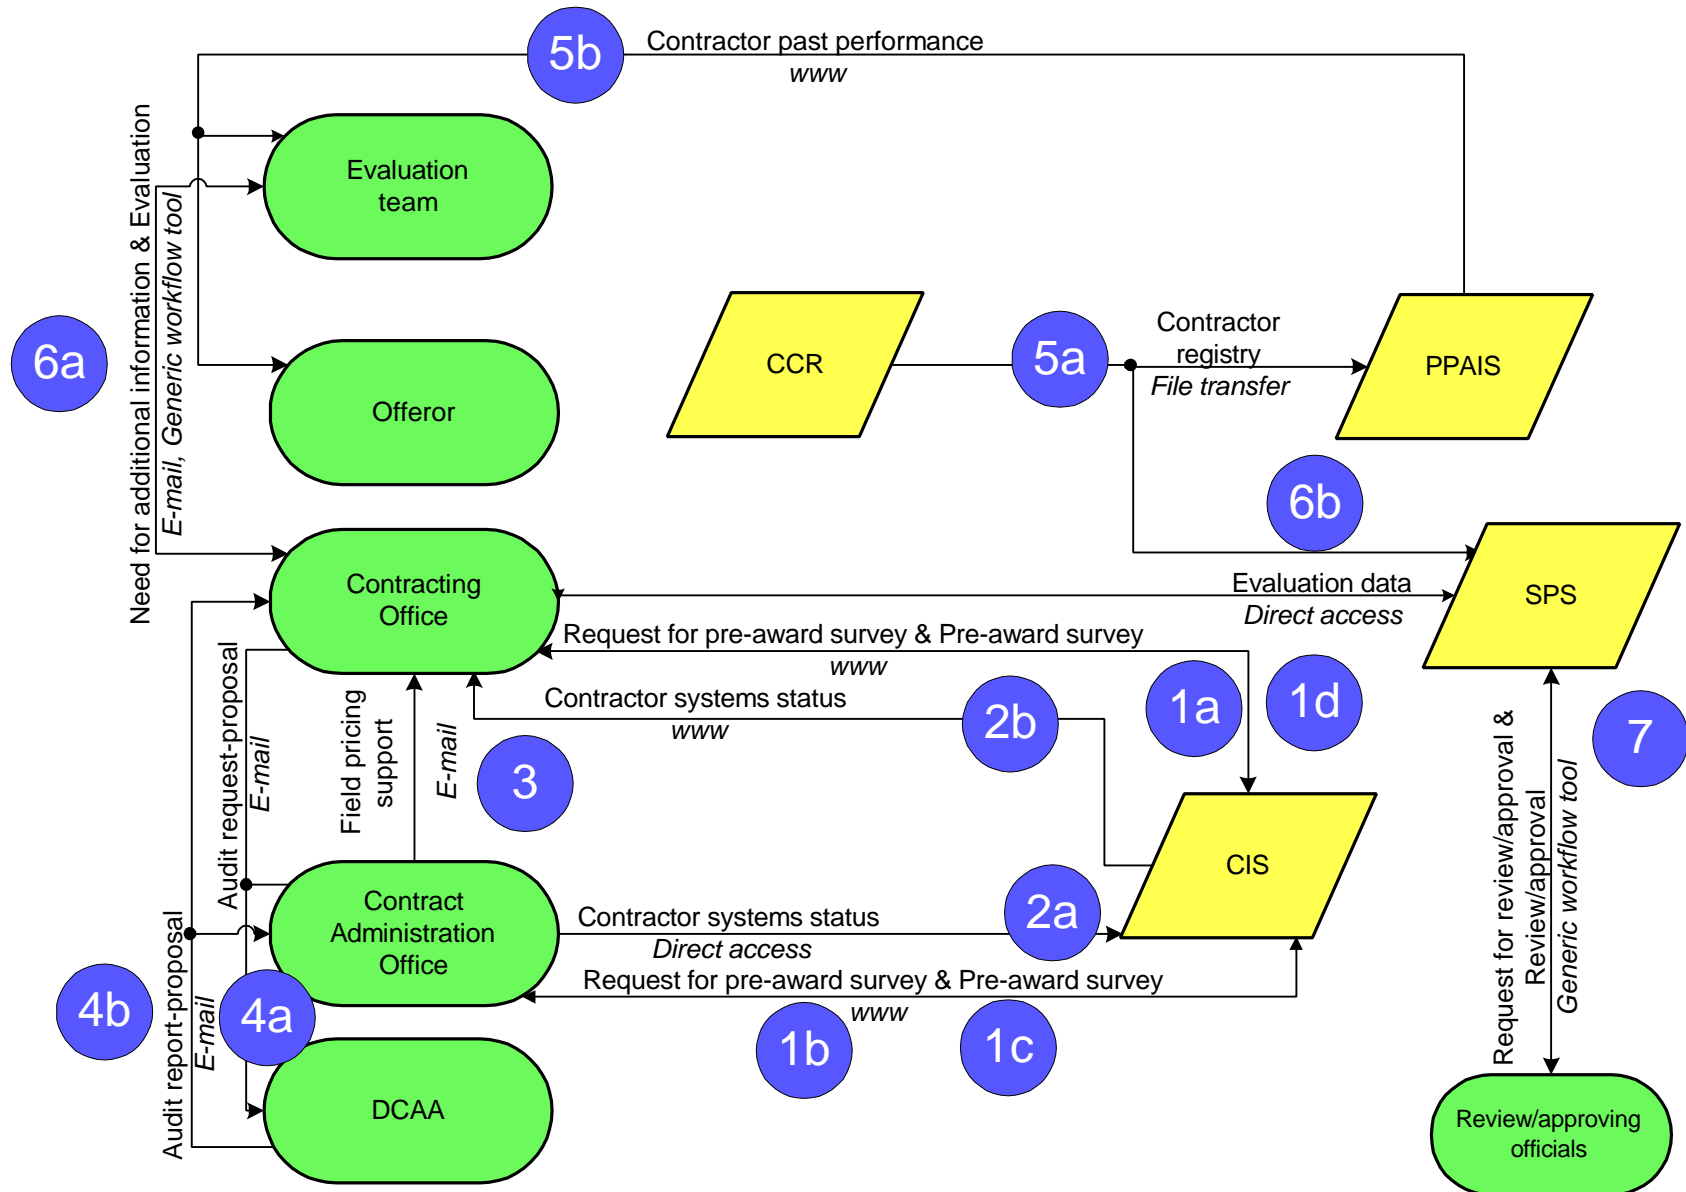 5b
Contractor past performance
www
Need for additional information & Evaluation
E-mail, Generic workflow tool
6a
Evaluation
team
Offeror
CCR
5a
Contractor
registry
File transfer
PPAIS
6b
Contracting
Office
Evaluation data
Direct access
SPS
Request for pre-award survey & Pre-award survey
www
1a
1d
Contractor systems status
www
2b
7
Audit request-proposal
E-mail
Field pricing
support
E-mail
3
Request for review/approval &
Review/approval
Generic workflow tool
CIS
Contract
Administration
Office
Contractor systems status
Direct access
2a
Request for pre-award survey & Pre-award survey
www
1b
1c
Audit report-proposal
E-mail
4b
4a
DCAA
Review/approving
officials